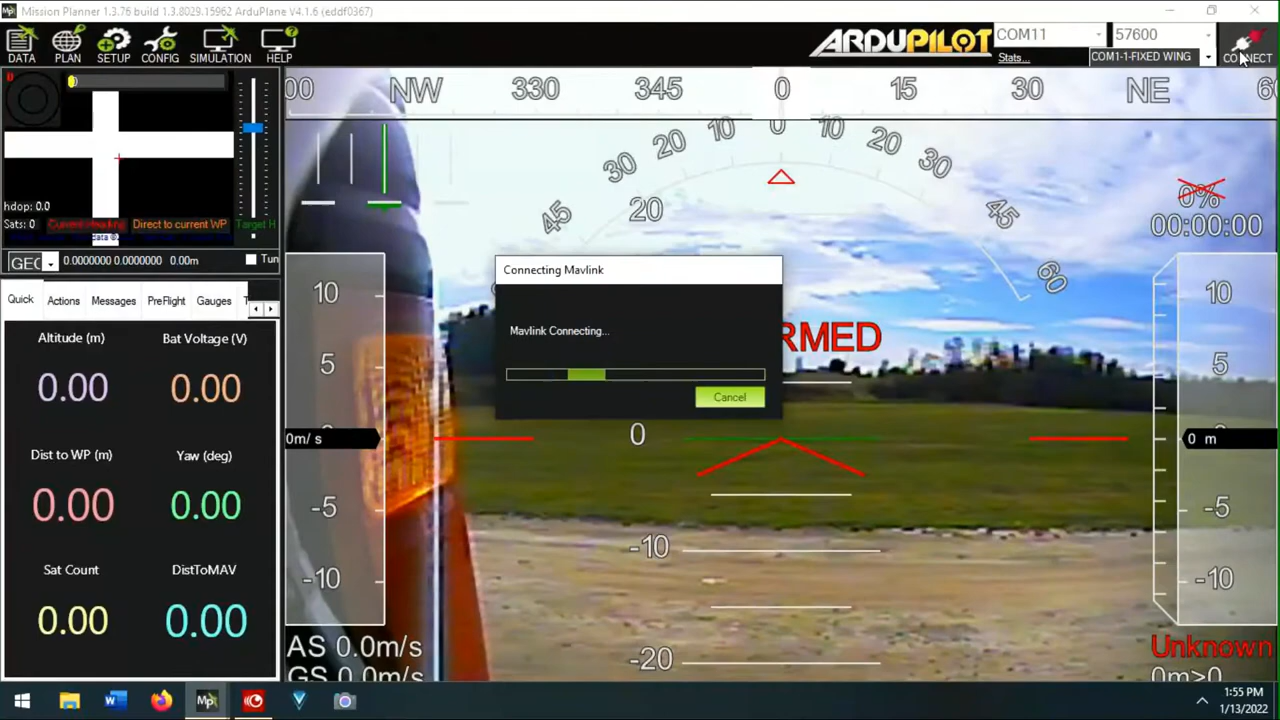 Mission Planner 1.3.76 build 1.3.8029.15962 ArduPlane V4.1.6 (eddf0367)
DATA PLAN SETUP CONFIG SIMULATION HELP
ARDUPILOT
COM11 57600
Stats... COM1-1-FIXED WING CONNECT
00 NW 330 345 0 15 30 NE 60
45 30 20 10 0 10 20 30 45 60
hdop: 0.0
Sats: 0 Current Heading Direct to current WP Target H
GEO 0.0000000 0.0000000 0.00m Tun
0%
00:00:00
Quick Actions Messages PreFlight Gauges
Altitude (m) Bat Voltage (V)
0.00 0.00
Dist to WP (m) Yaw (deg)
0.00 0.00
Sat Count DistToMAV
0.00 0.00
Connecting Mavlink
Mavlink Connecting...
Cancel
RMED
10
5
0m/s
-5
-10
20
0
-10
-20
10
5
0 m
-5
-10
AS 0.0m/s
GS 0.0m/s
Unknown
0m>0
1:55 PM
1/13/2022